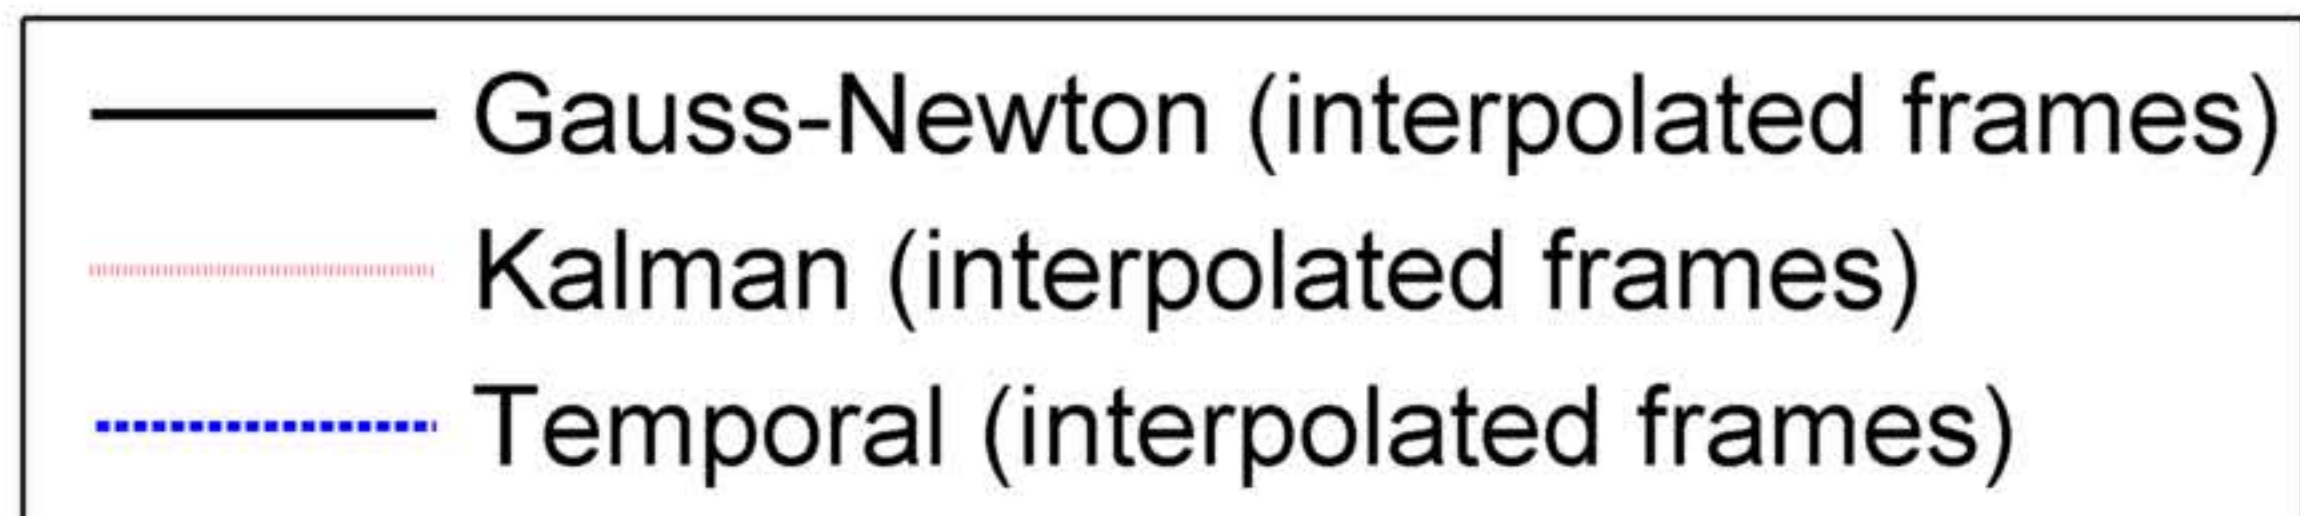 Gauss-Newton (interpolated frames)
Kalman (interpolated frames)
Temporal (interpolated frames)